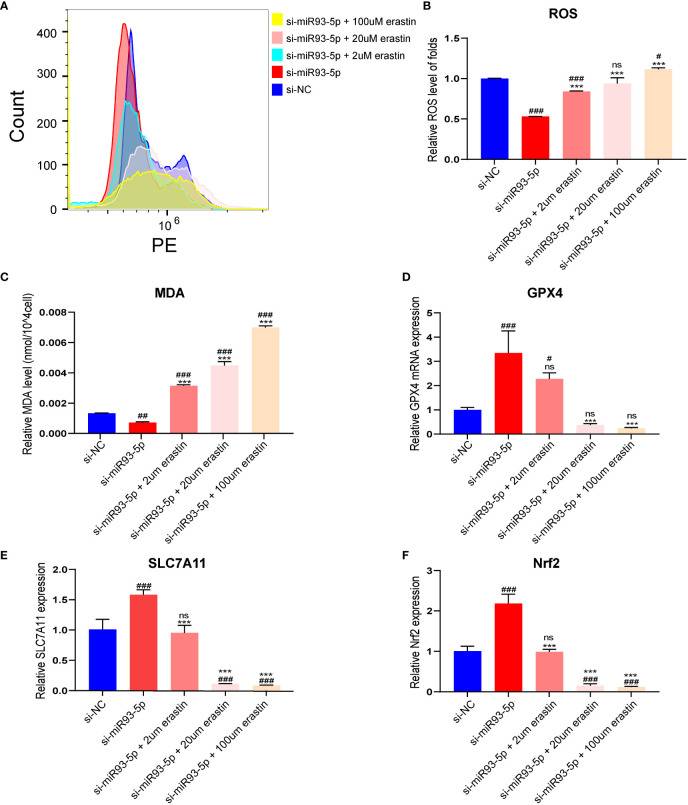 A
400
300
200
100
0
Count
10^6
PE
si-miR93-5p + 100uM erastin
si-miR93-5p + 20uM erastin
si-miR93-5p + 2uM erastin
si-miR93-5p
si-NC
B
ROS
Relative ROS level of folds
1.5
1.0
0.5
0.0
###
###
***
ns
***
#
***
si-NC
si-miR93-5p
si-miR93-5p + 2um erastin
si-miR93-5p + 20um erastin
si-miR93-5p + 100um erastin
C
MDA
Relative MDA level (nmol/10^4cell)
0.008
0.006
0.004
0.002
0.000
##
###
***
###
***
###
***
si-NC
si-miR93-5p
si-miR93-5p + 2um erastin
si-miR93-5p + 20um erastin
si-miR93-5p + 100um erastin
D
GPX4
Relative GPX4 mRNA expression
5
4
3
2
1
0
###
#
ns
ns
***
ns
***
si-NC
si-miR93-5p
si-miR93-5p + 2um erastin
si-miR93-5p + 20um erastin
si-miR93-5p + 100um erastin
E
SLC7A11
Relative SLC7A11 expression
2.0
1.5
1.0
0.5
0.0
###
ns
***
***
###
***
###
si-NC
si-miR93-5p
si-miR93-5p + 2um erastin
si-miR93-5p + 20um erastin
si-miR93-5p + 100um erastin
F
Nrf2
Relative Nrf2 expression
3
2
1
0
###
ns
***
***
###
***
###
si-NC
si-miR93-5p
si-miR93-5p + 2um erastin
si-miR93-5p + 20um erastin
si-miR93-5p + 100um erastin